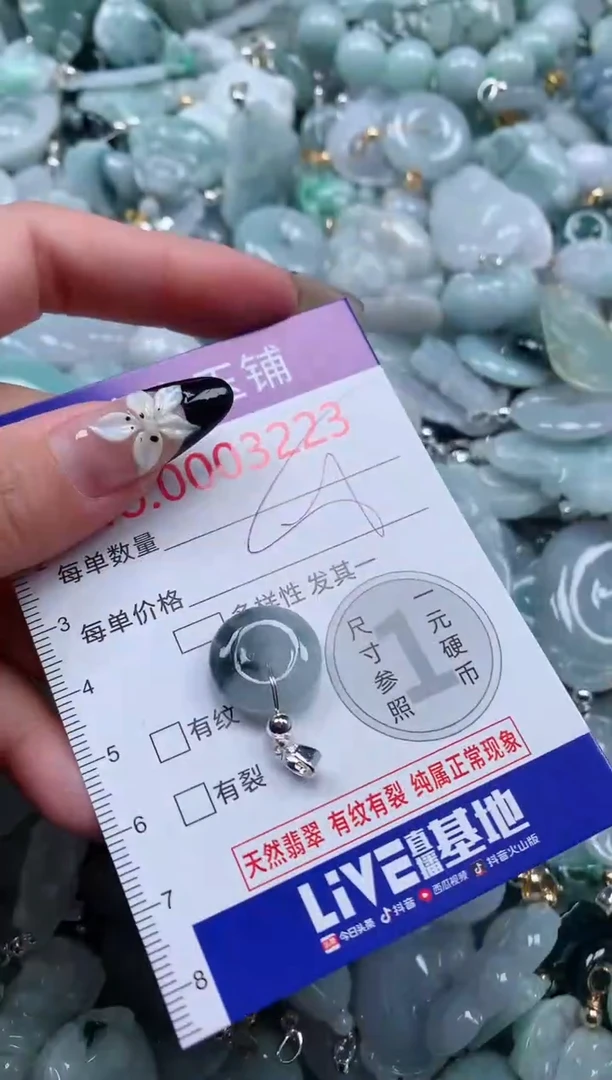 玉铺
.0003223
每单数量
每单价格
多样性 发其一
有纹
有裂
尺寸参照
1
一元硬币
3
4
5
6
7
8
天然翡翠 有纹有裂 纯属正常现象
LiVE直播基地
今日头条 抖音 西瓜视频 抖音火山版